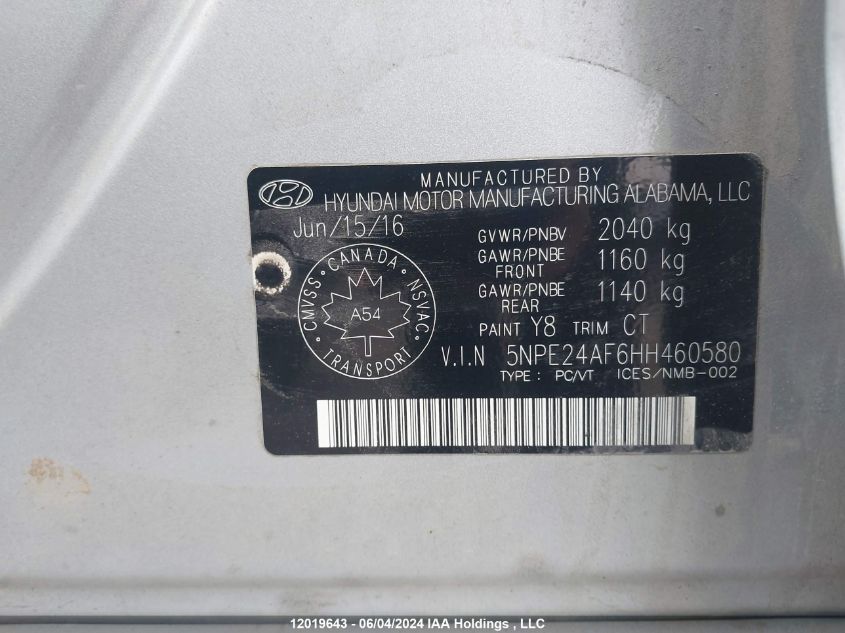 MANUFACTURED BY
HYUNDAI MOTOR MANUFACTURING ALABAMA, LLC
Jun/15/16
GVWR/PNBV 2040 kg
GAWR/PNBE FRONT 1160 kg
GAWR/PNBE REAR 1140 kg
PAINT Y8 TRIM CT
CMVSS • CANADA • NSVAC • TRANSPORT •
A54
V.I.N 5NPE24AF6HH460580
TYPE : PC/VT ICES/NMB-002
12019643 - 06/04/2024 IAA Holdings , LLC